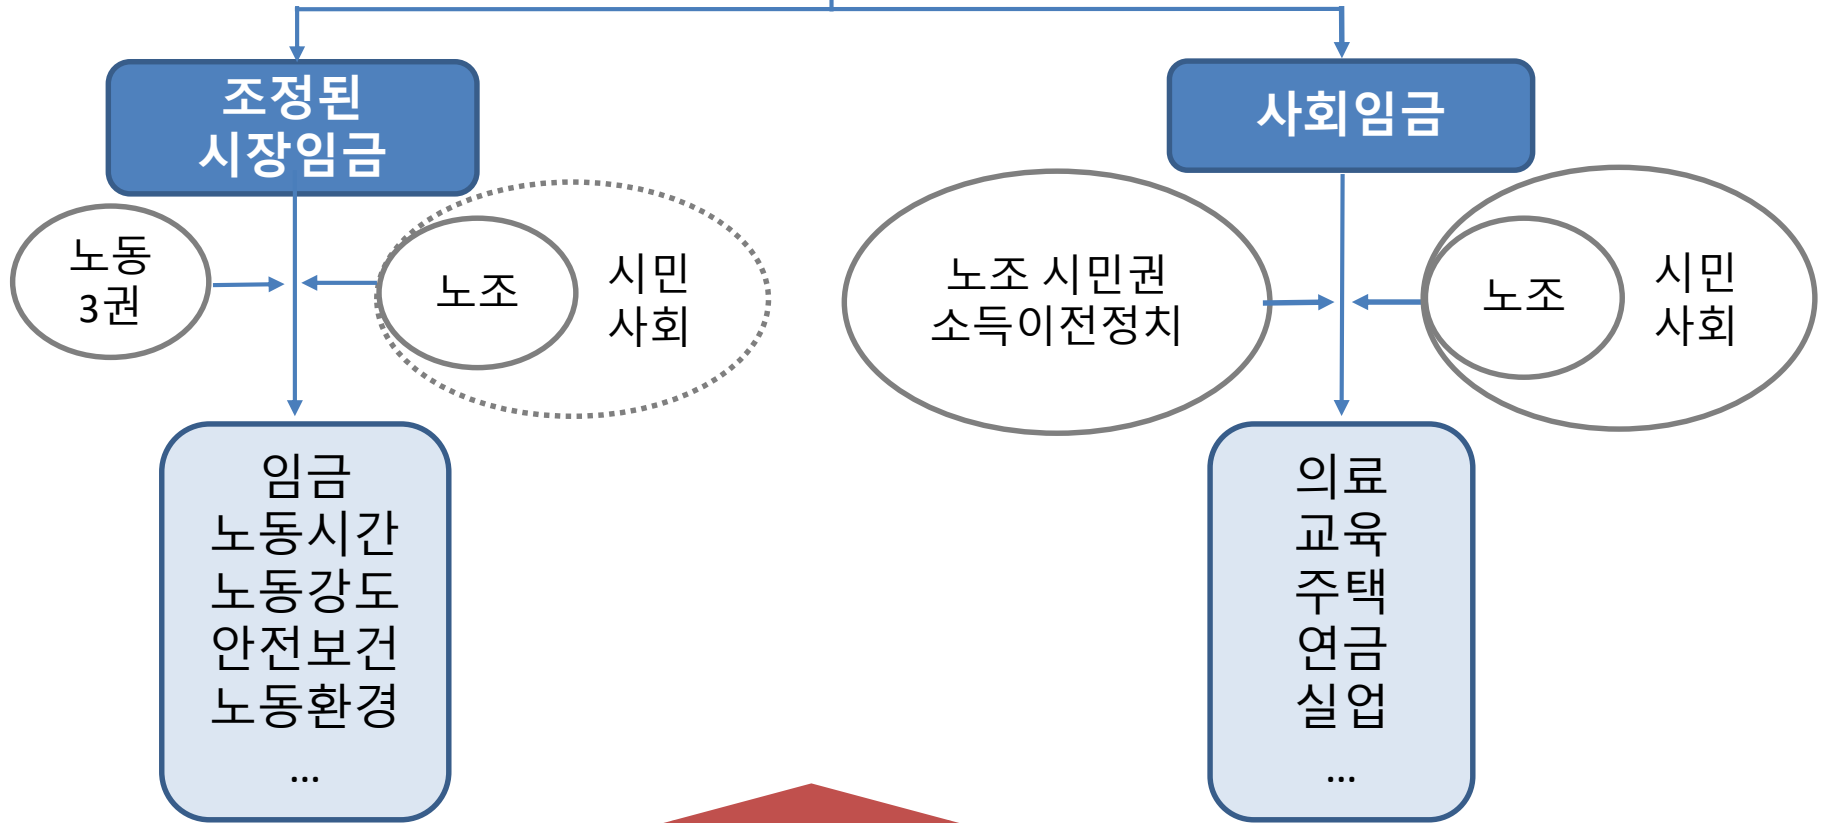 조정된
시장임금
사회임금
노동
3권
노조
시민
사회
노조 시민권
소득이전정치
노조
시민
사회
임금
노동시간
노동강도
안전보건
노동환경
...
의료
교육
주택
연금
실업
...